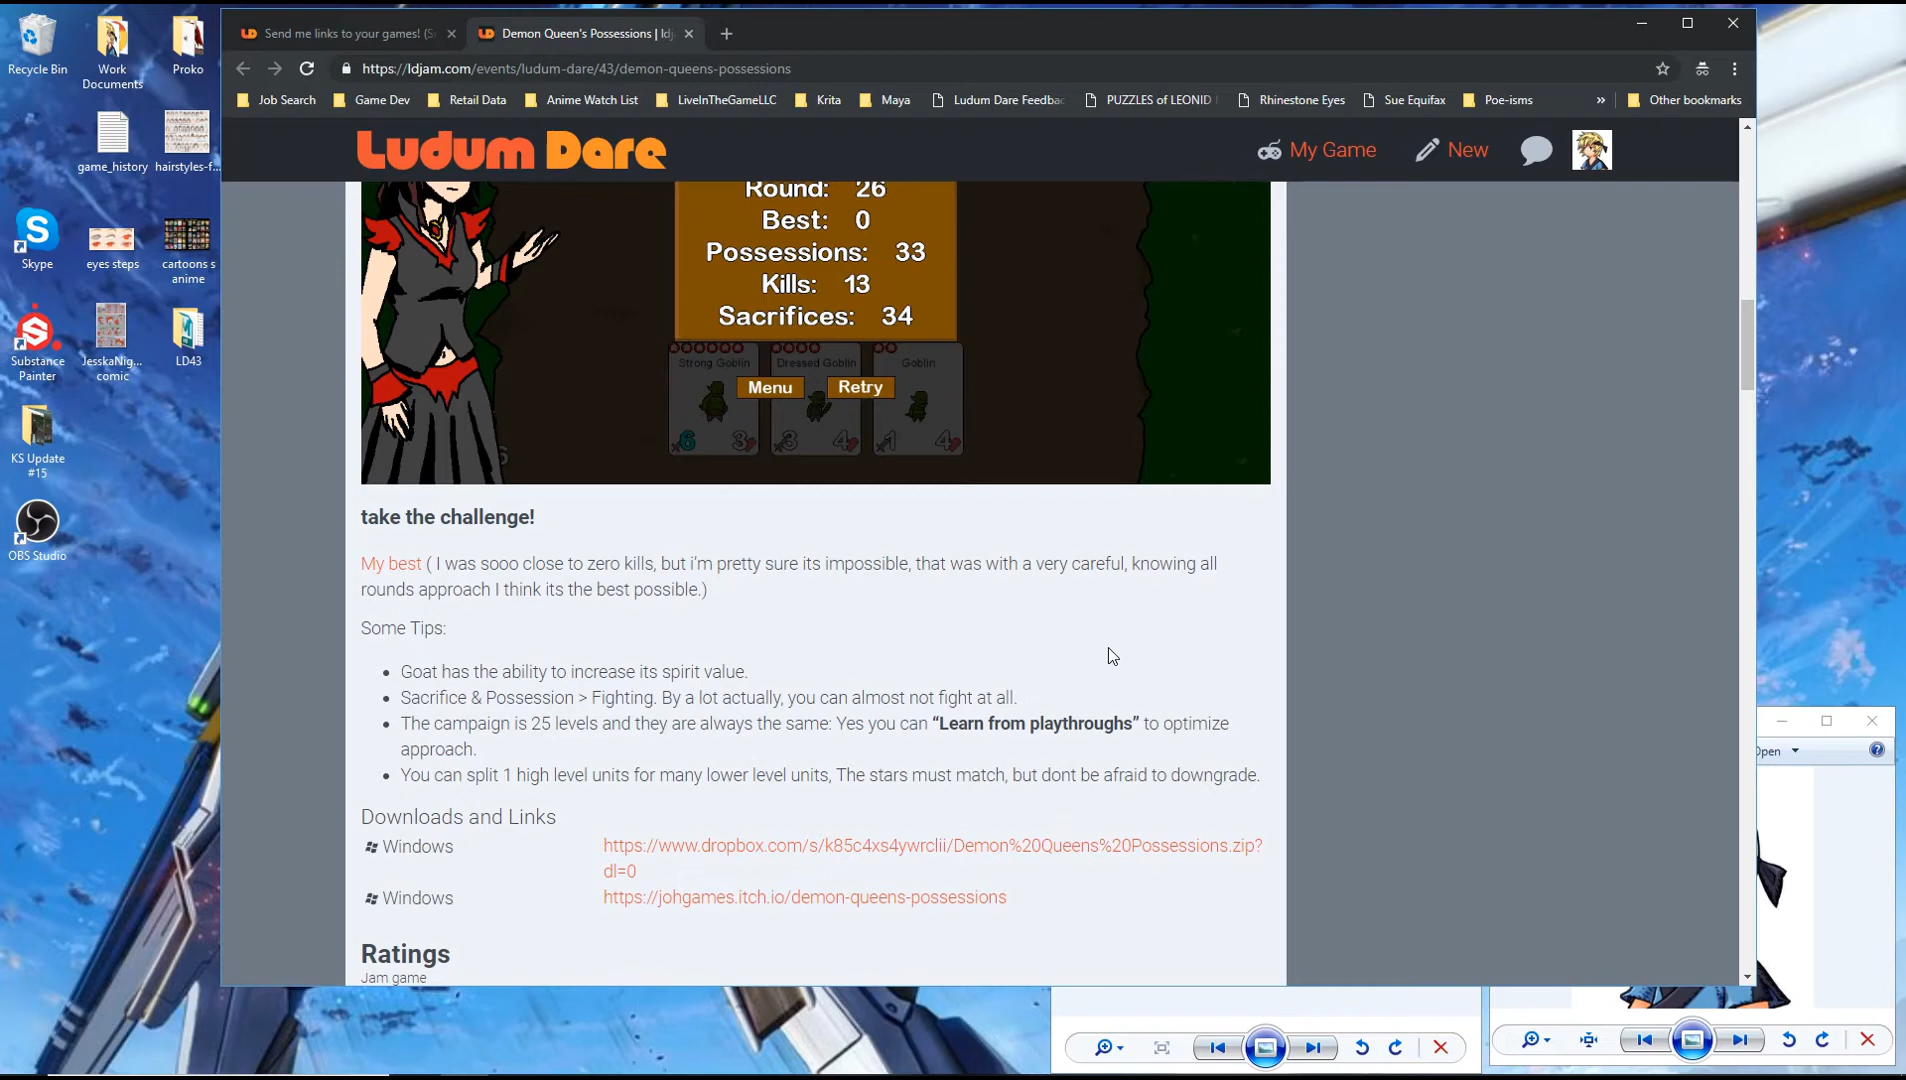 Recycle Bin
Work
Documents
Proko
game_history
hairstyles-f...
Skype
eyes steps
cartoons s
anime
Substance
Painter
JesskaNig...
comic
LD43
KS Update
#15
OBS Studio
Send me links to your games! (S
Demon Queen's Possessions | ldj
https://ldjam.com/events/ludum-dare/43/demon-queens-possessions
Job Search
Game Dev
Retail Data
Anime Watch List
LiveInTheGameLLC
Krita
Maya
Ludum Dare Feedbac
PUZZLES of LEONID
Rhinestone Eyes
Sue Equifax
Poe-isms
»
Other bookmarks
Ludum Dare
My Game
New
Round: 26
Best: 0
Possessions: 33
Kills: 13
Sacrifices: 34
Strong Goblin
Dressed Goblin
Goblin
Menu
Retry
6 3
3 4
1 4
take the challenge!
My best ( I was sooo close to zero kills, but i'm pretty sure its impossible, that was with a very careful, knowing all
rounds approach I think its the best possible.)
Some Tips:
Goat has the ability to increase its spirit value.
Sacrifice & Possession > Fighting. By a lot actually, you can almost not fight at all.
The campaign is 25 levels and they are always the same: Yes you can “Learn from playthroughs” to optimize
approach.
You can split 1 high level units for many lower level units, The stars must match, but dont be afraid to downgrade.
Downloads and Links
Windows
https://www.dropbox.com/s/k85c4xs4ywrclii/Demon%20Queens%20Possessions.zip?
dl=0
Windows
https://johgames.itch.io/demon-queens-possessions
Ratings
Jam game
Open